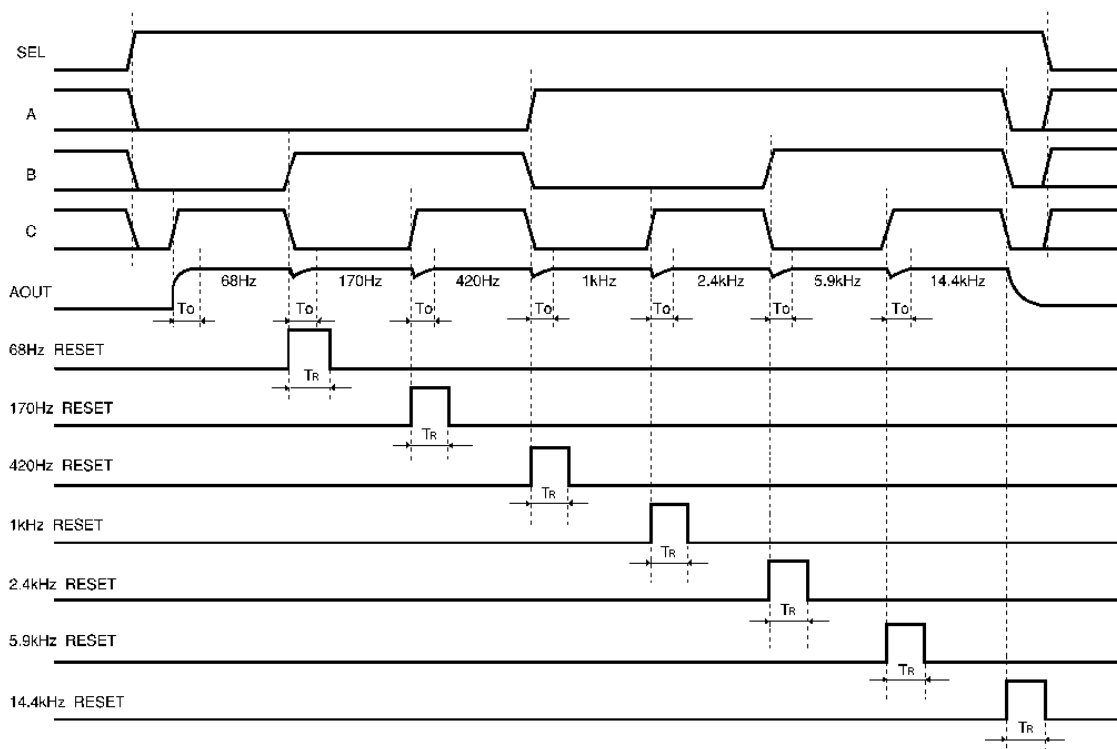 SEL
A
B
C
AOUT
68Hz 170Hz 420Hz 1kHz 2.4kHz 5.9kHz 14.4kHz
To To To To To To To
68Hz RESET
TR
170Hz RESET
TR
420Hz RESET
TR
1kHz RESET
TR
2.4kHz RESET
TR
5.9kHz RESET
TR
14.4kHz RESET
TR